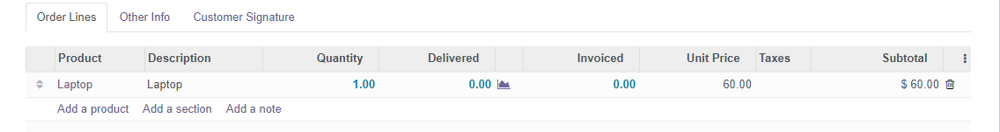 Order Lines Other Info Customer Signature
Product Description Quantity Delivered Invoiced Unit Price Taxes Subtotal
Laptop Laptop 1.00 0.00 0.00 60.00 $ 60.00
Add a product Add a section Add a note